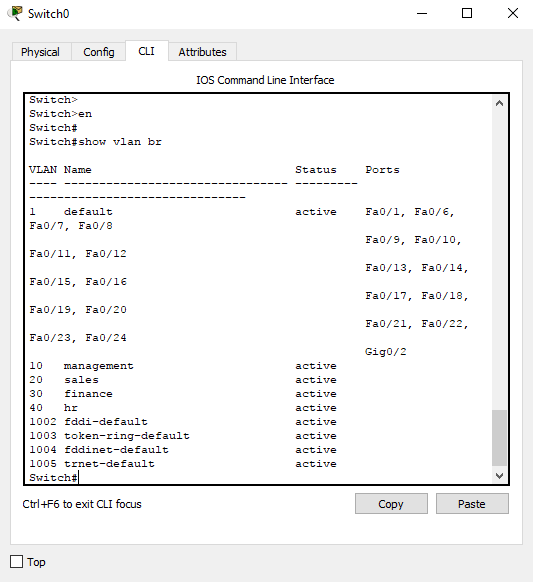 Switch0
Physical Config CLI Attributes
IOS Command Line Interface
Switch>
Switch>en
Switch#
Switch#show vlan br
VLAN Name                             Status    Ports
---- -------------------------------- ---------
-------------------------------
1    default                          active    Fa0/1, Fa0/6,
Fa0/7, Fa0/8
                                                Fa0/9, Fa0/10,
Fa0/11, Fa0/12
                                                Fa0/13, Fa0/14,
Fa0/15, Fa0/16
                                                Fa0/17, Fa0/18,
Fa0/19, Fa0/20
                                                Fa0/21, Fa0/22,
Fa0/23, Fa0/24
                                                Gig0/2
10   management                       active
20   sales                            active
30   finance                          active
40   hr                               active
1002 fddi-default                     active
1003 token-ring-default               active
1004 fddinet-default                  active
1005 trnet-default                    active
Switch#
Ctrl+F6 to exit CLI focus Copy Paste
Top